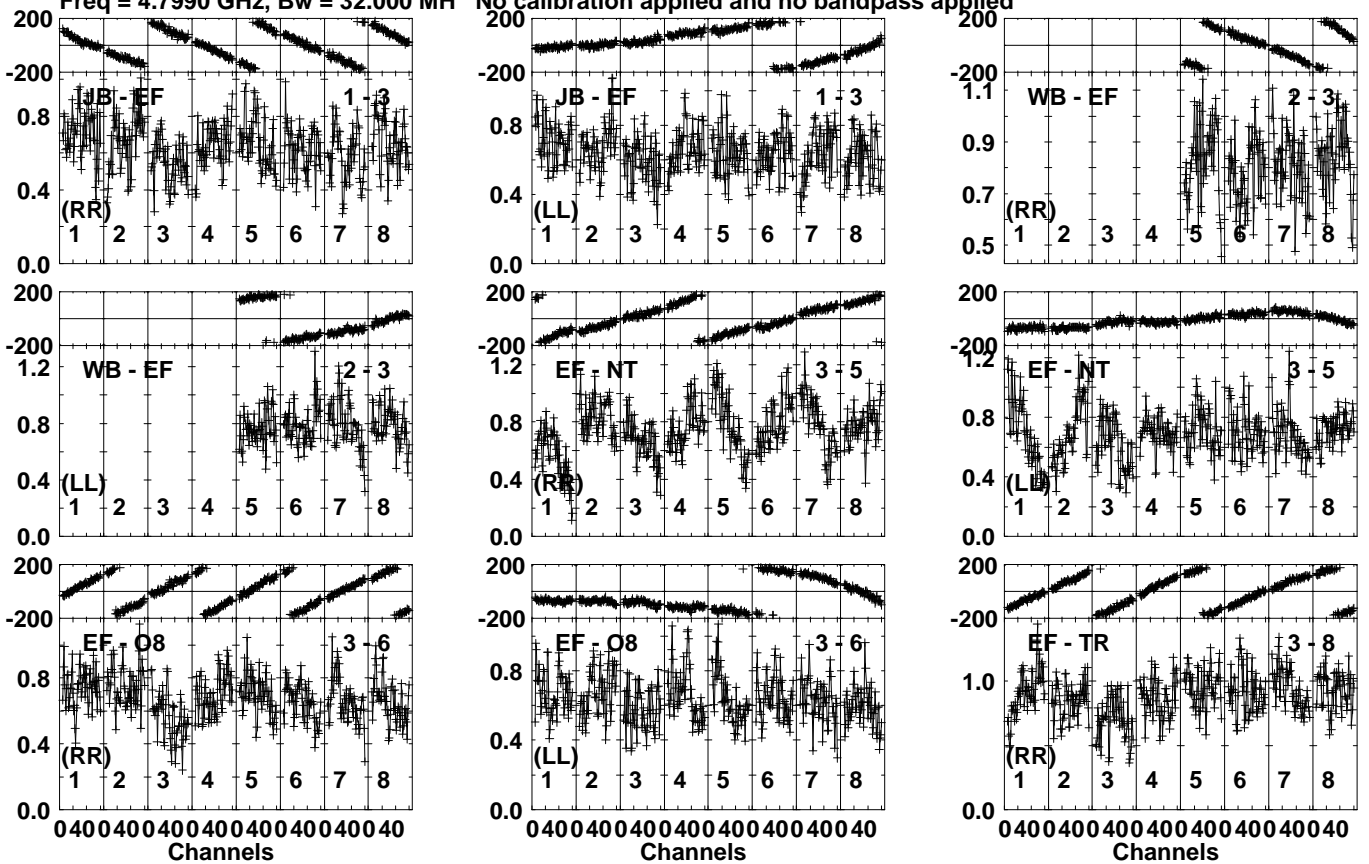 Freq = 4.7990 GHz, Bw = 32.000 MH No calibration applied and no bandpass applied
200
-200
0.8
0.4
0.0
JB - EF 1 - 3
(RR)
1 2 3 4 5 6 7 8
200
-200
0.8
0.4
0.0
JB - EF 1 - 3
(LL)
1 2 3 4 5 6 7 8
200
-200
1.1
0.9
0.7
0.5
WB - EF 2 - 3
(RR)
1 2 3 4 5 6 7 8
200
-200
1.2
0.8
0.4
0.0
WB - EF 2 - 3
(LL)
1 2 3 4 5 6 7 8
200
-200
1.2
0.8
0.4
0.0
EF - NT 3 - 5
(RR)
1 2 3 4 5 6 7 8
200
-200
1.2
0.8
0.4
0.0
EF - NT 3 - 5
(LL)
1 2 3 4 5 6 7 8
200
-200
0.8
0.4
0.0
EF - O8 3 - 6
(RR)
1 2 3 4 5 6 7 8
0 40 0 40 0 40 0 40 0 40 0 40 0 40 0 40
Channels
200
-200
0.8
0.4
0.0
EF - O8 3 - 6
(LL)
1 2 3 4 5 6 7 8
0 40 0 40 0 40 0 40 0 40 0 40 0 40 0 40
Channels
200
-200
1.0
0.0
EF - TR 3 - 8
(RR)
1 2 3 4 5 6 7 8
0 40 0 40 0 40 0 40 0 40 0 40 0 40 0 40
Channels